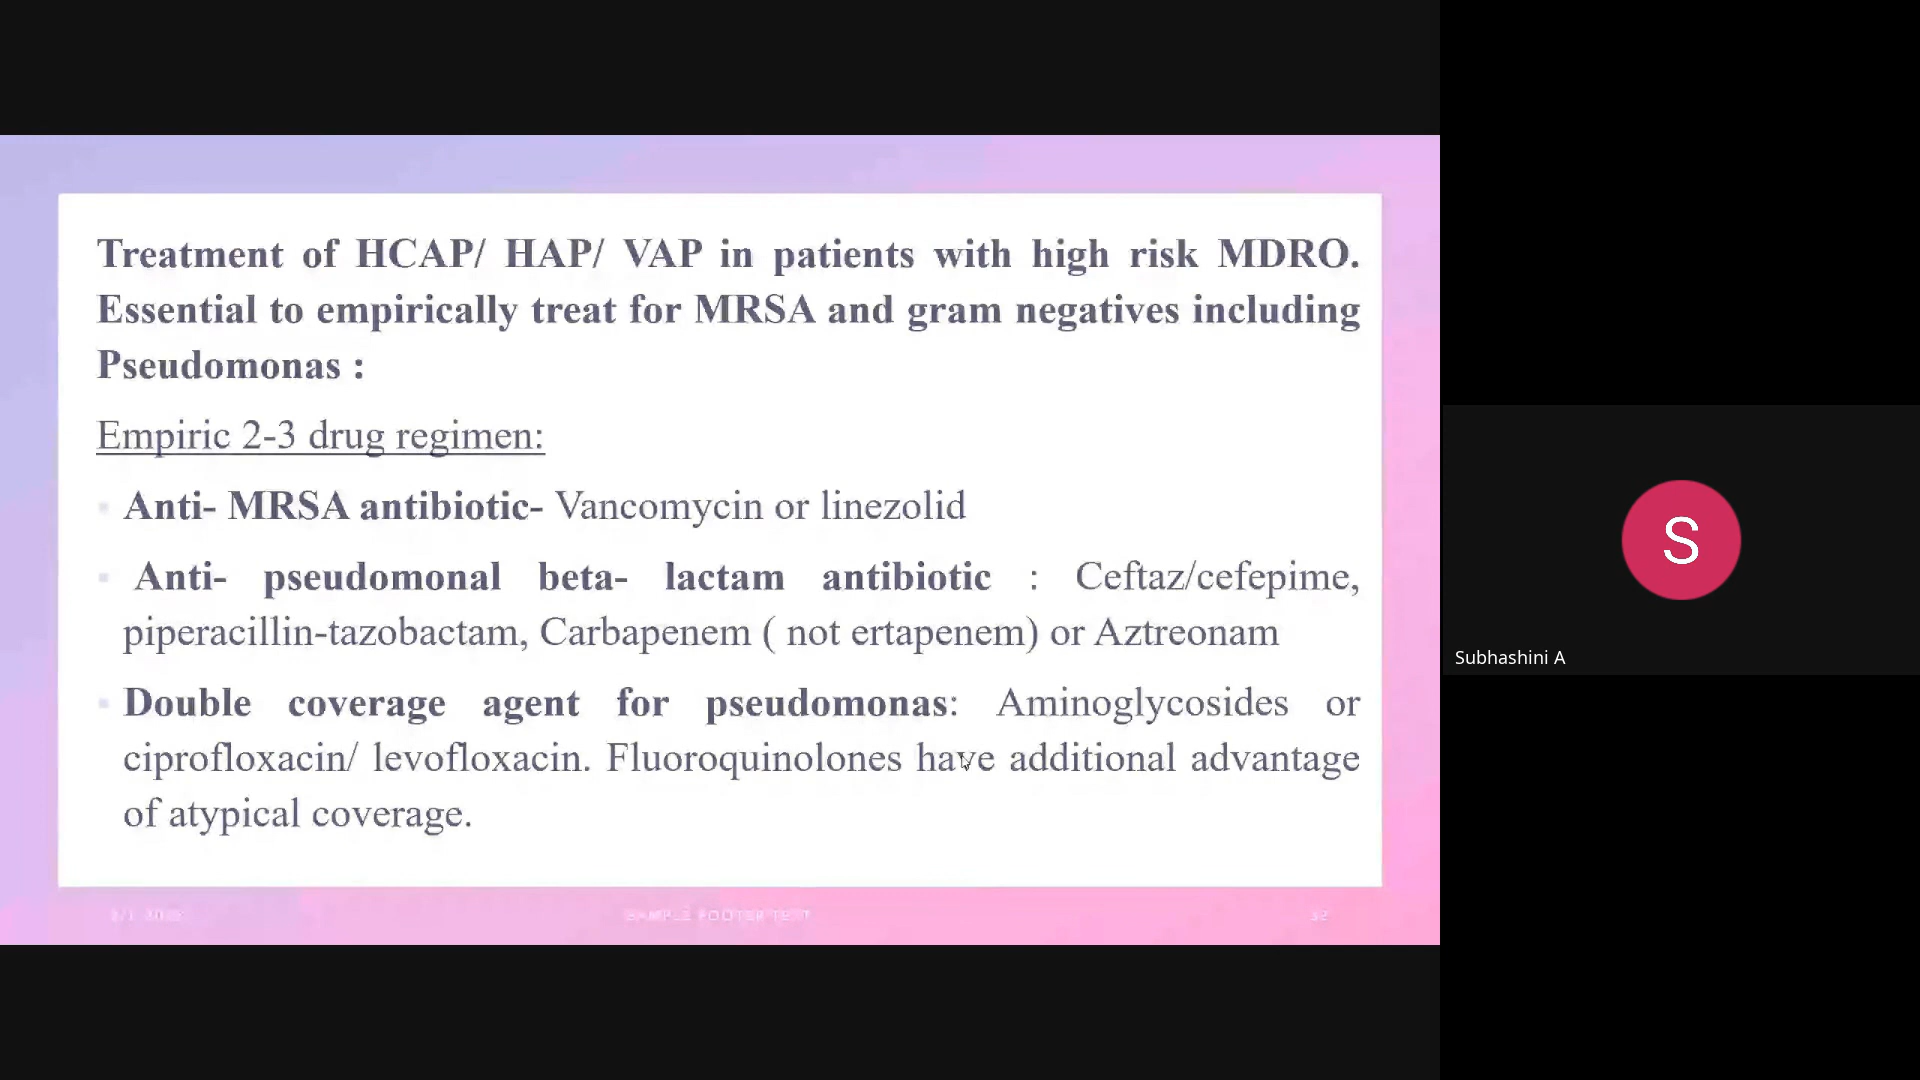 Treatment of HCAP/ HAP/ VAP in patients with high risk MDRO.
Essential to empirically treat for MRSA and gram negatives including
Pseudomonas :
Empiric 2-3 drug regimen:
Anti- MRSA antibiotic- Vancomycin or linezolid
Anti- pseudomonal beta- lactam antibiotic : Ceftaz/cefepime,
piperacillin-tazobactam, Carbapenem ( not ertapenem) or Aztreonam
Double coverage agent for pseudomonas: Aminoglycosides or
ciprofloxacin/ levofloxacin. Fluoroquinolones have additional advantage
of atypical coverage.
SAMPLE FOOTER TEXT
S
Subhashini A